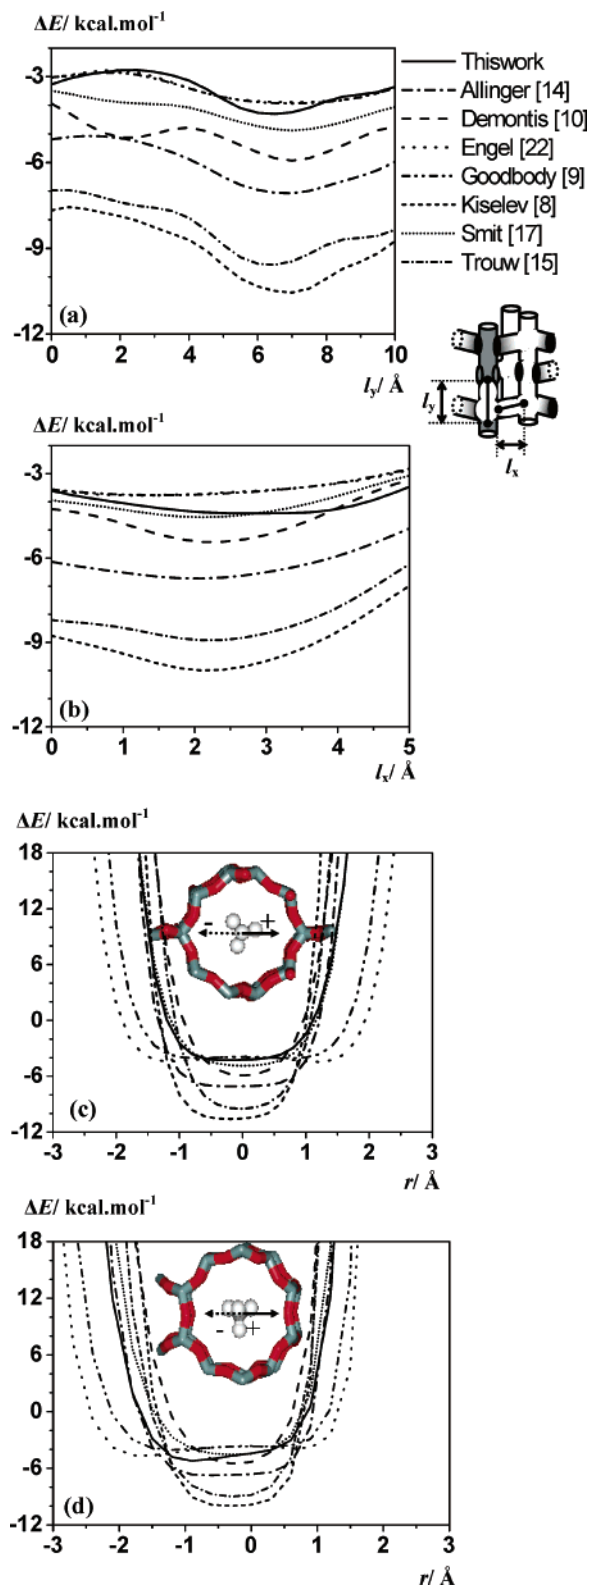 ΔE/ kcal.mol⁻¹
-3
-6
-9
-12
(a)
0 2 4 6 8 10
ly/ Å
Thiswork
Allinger [14]
Demontis [10]
Engel [22]
Goodbody [9]
Kiselev [8]
Smit [17]
Trouw [15]
ly
lx
ΔE/ kcal.mol⁻¹
-3
-6
-9
-12
(b)
0 1 2 3 4 5
lx/ Å
ΔE/ kcal.mol⁻¹
18
12
6
0
-6
-12
- +
(c)
-3 -2 -1 0 1 2 3
r/ Å
ΔE/ kcal.mol⁻¹
18
12
6
0
-6
-12
- +
(d)
-3 -2 -1 0 1 2 3
r/ Å